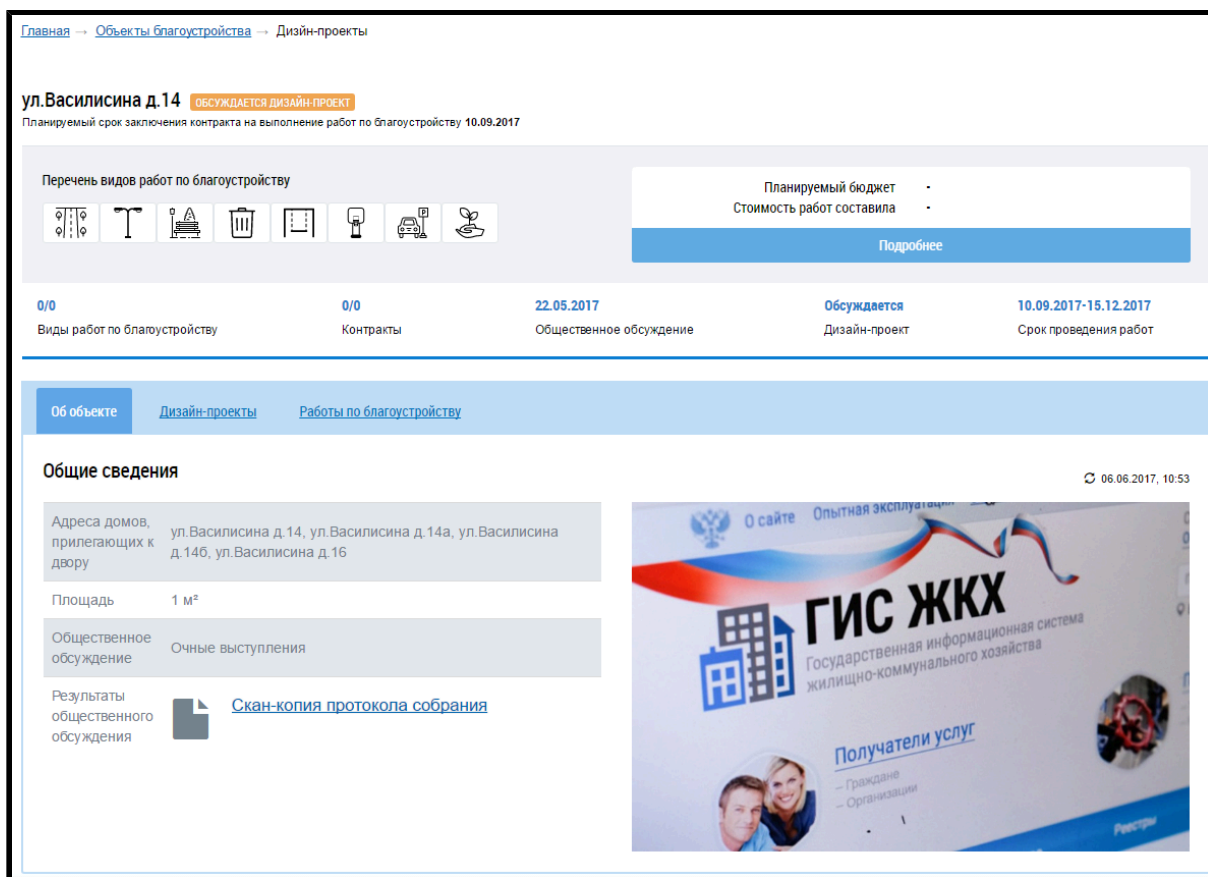 Главная → Объекты благоустройства → Дизйн-проекты
ул.Василисина д.14 ОБСУЖДАЕТСЯ ДИЗАЙН-ПРОЕКТ
Планируемый срок заключения контракта на выполнение работ по благоустройству 10.09.2017
Перечень видов работ по благоустройству
Планируемый бюджет -
Стоимость работ составила -
Подробнее
0/0 0/0 22.05.2017 Обсуждается 10.09.2017-15.12.2017
Виды работ по благоустройству Контракты Общественное обсуждение Дизайн-проект Срок проведения работ
Об объекте Дизайн-проекты Работы по благоустройству
Общие сведения
06.06.2017, 10:53
Адреса домов,
прилегающих к
двору
ул.Василисина д.14, ул.Василисина д.14а, ул.Василисина
д.14б, ул.Василисина д.16
Площадь 1 м²
Общественное
обсуждение
Очные выступления
Результаты
общественного
обсуждения
Скан-копия протокола собрания
О сайте Опытная эксплуатация
ГИС ЖКХ
Государственная информационная система
жилищно-коммунального хозяйства
Получатели услуг
– Граждане
– Организации
Реестры